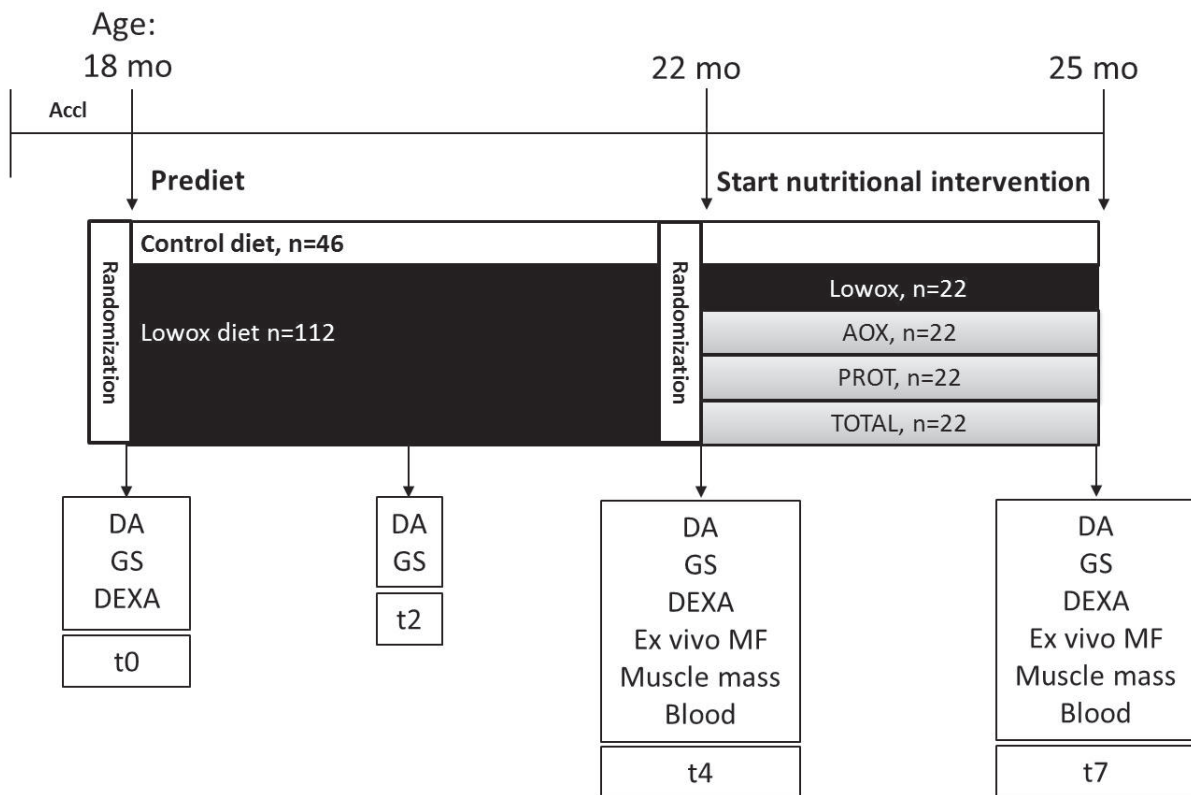 Age:
18 mo
22 mo
25 mo
Accl
Prediet
Start nutritional intervention
Randomization
Control diet, n=46
Lowox diet n=112
Randomization
Lowox, n=22
AOX, n=22
PROT, n=22
TOTAL, n=22
DA
GS
DEXA
t0
DA
GS
t2
DA
GS
DEXA
Ex vivo MF
Muscle mass
Blood
t4
DA
GS
DEXA
Ex vivo MF
Muscle mass
Blood
t7